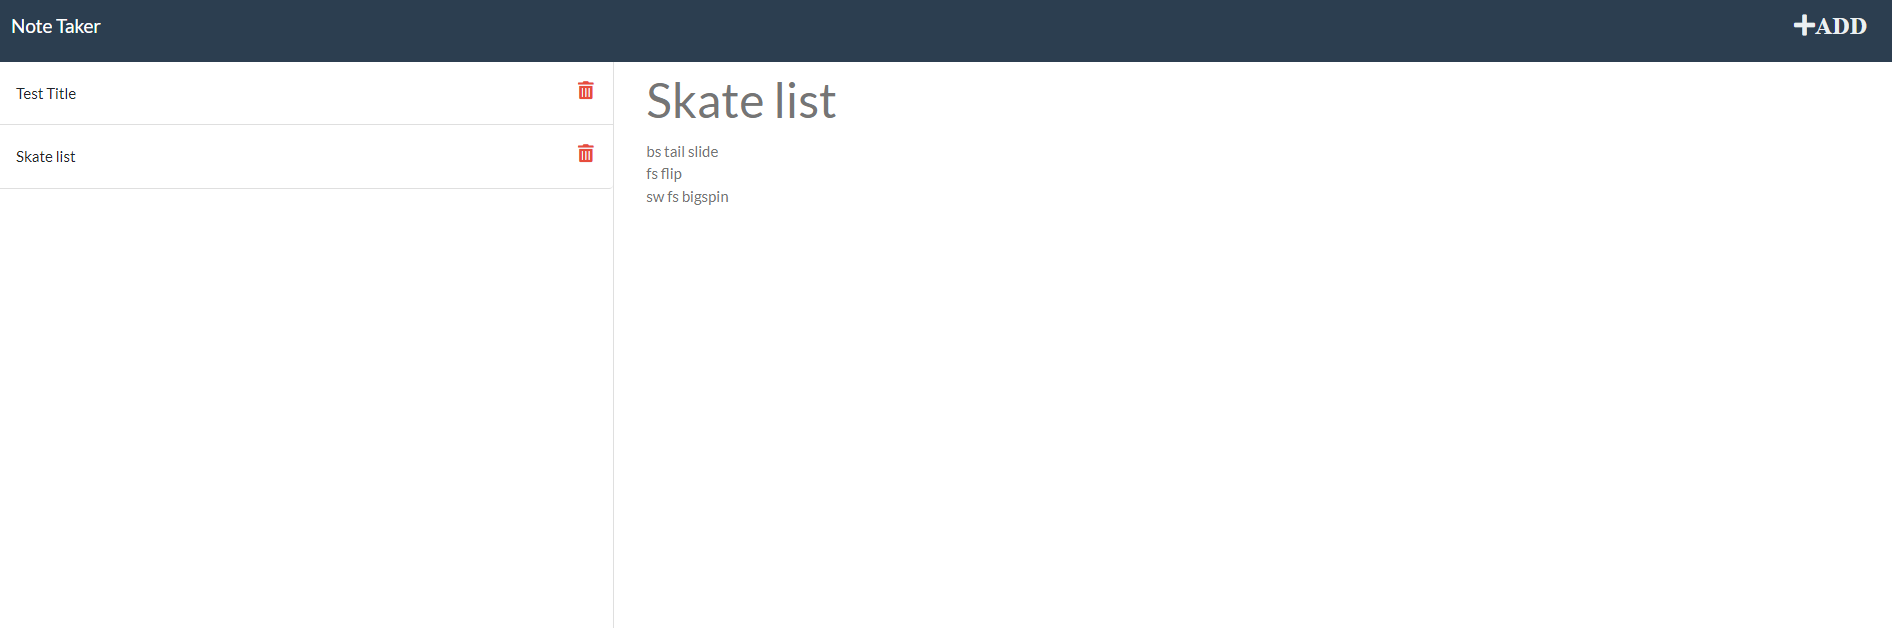 Note Taker
ADD
Test Title
Skate list
Skate list
bs tail slide
fs flip
sw fs bigspin